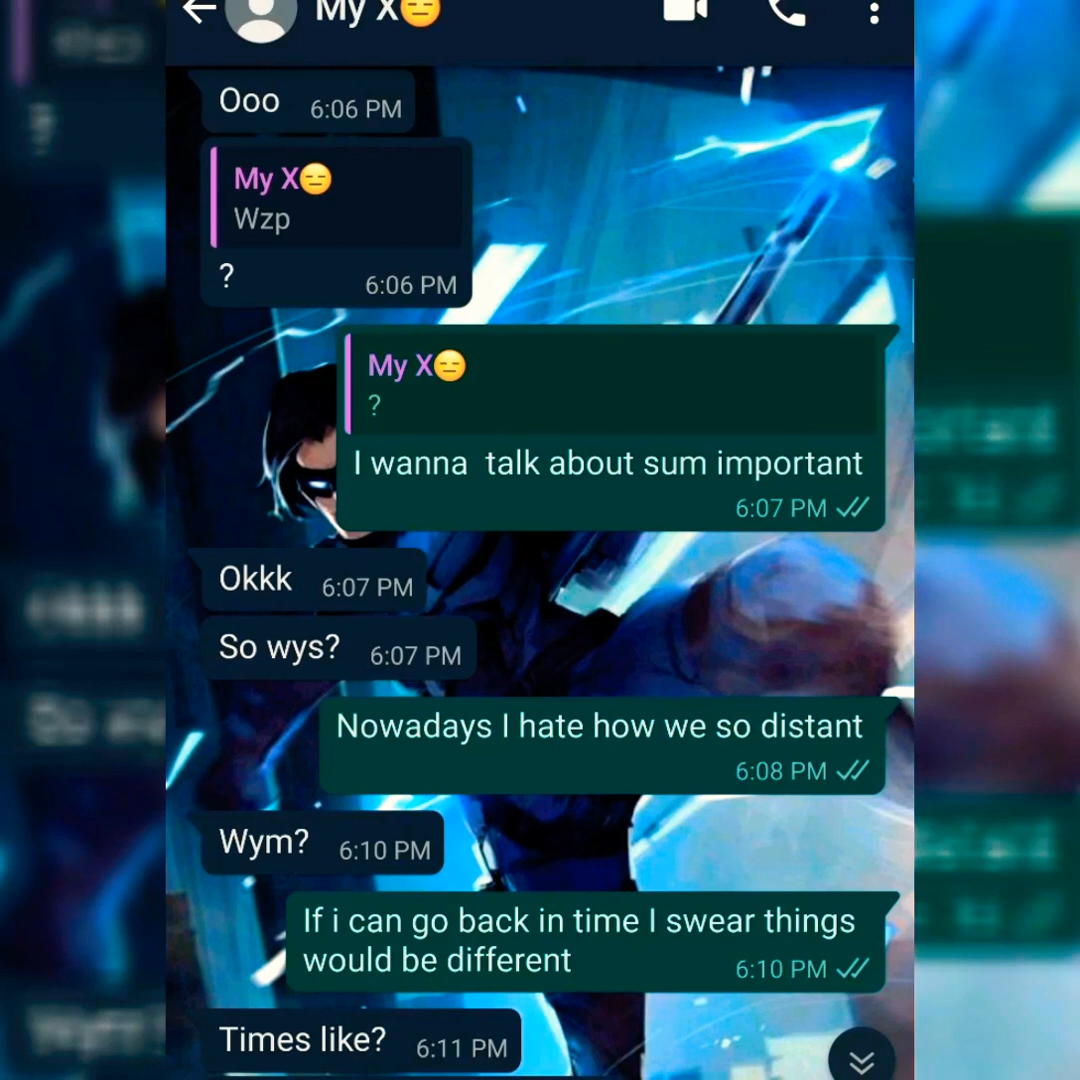 My X😑
Ooo 6:06 PM
My X😑
Wzp
? 6:06 PM
My X😑
?
I wanna  talk about sum important
6:07 PM
Okkk 6:07 PM
So wys? 6:07 PM
Nowadays I hate how we so distant
6:08 PM
Wym? 6:10 PM
If i can go back in time I swear things
would be different 6:10 PM
Times like? 6:11 PM